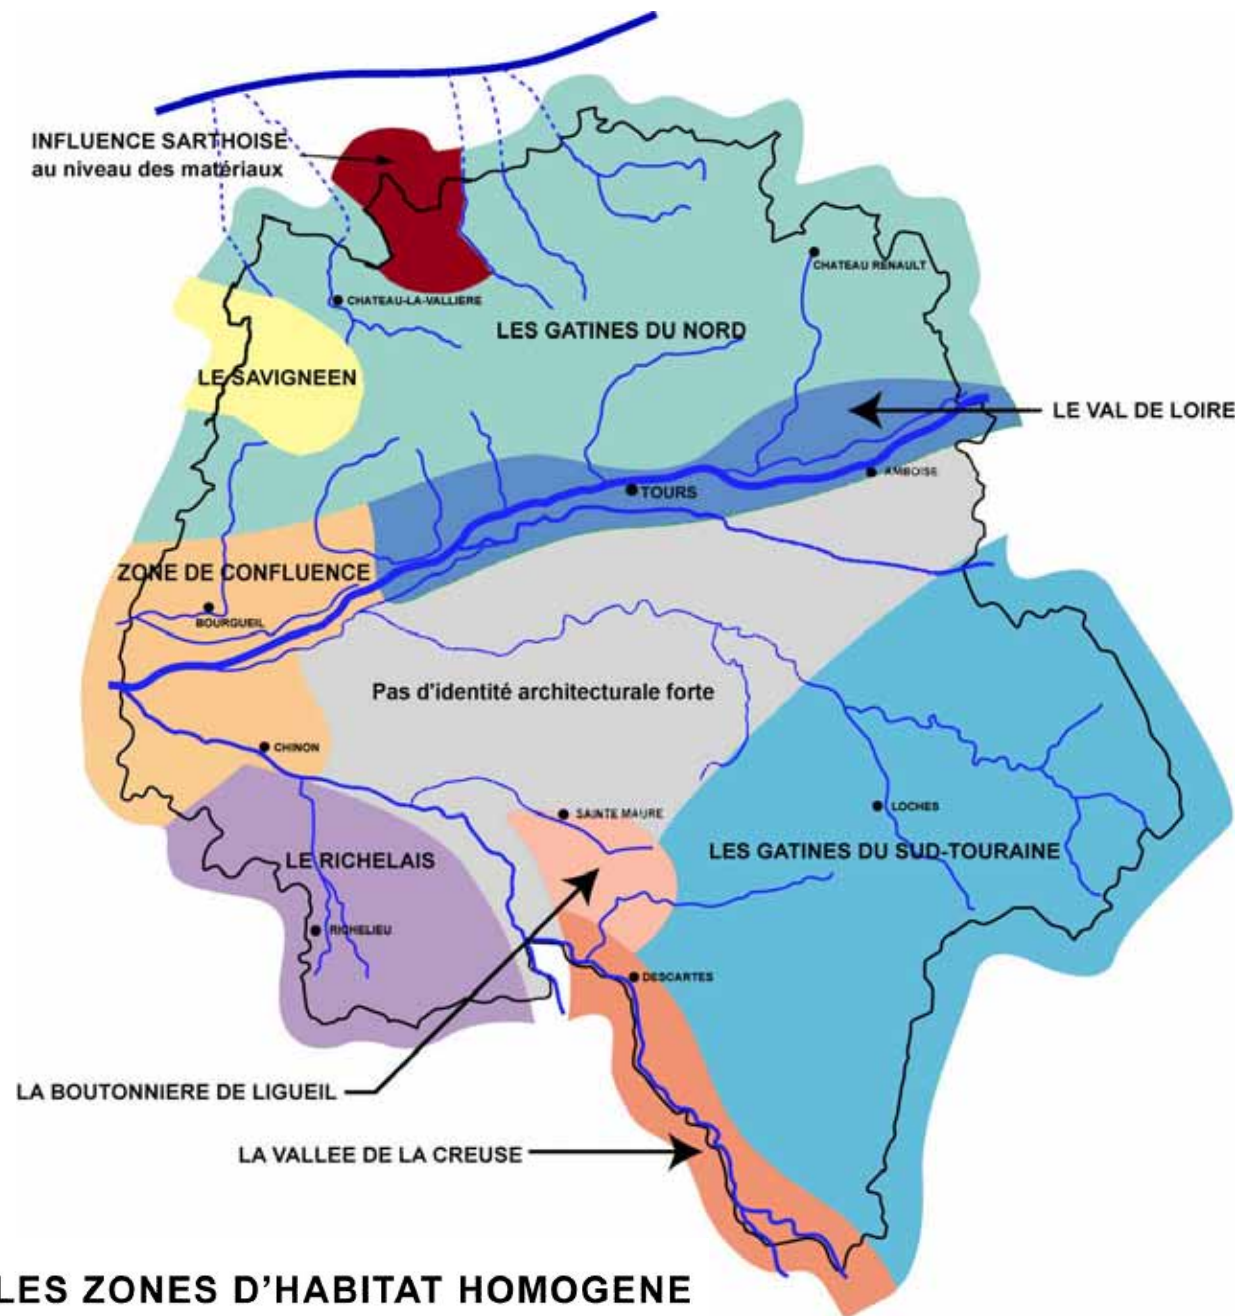 INFLUENCE SARTHOISE
au niveau des matériaux
CHATEAU RENAULT
CHATEAU-LA-VALLIERE
LES GATINES DU NORD
LE SAVIGNEEN
LE VAL DE LOIRE
AMBOISE
TOURS
ZONE DE CONFLUENCE
BOURGUEIL
Pas d'identité architecturale forte
CHINON
LOCHES
SAINTE MAURE
LES GATINES DU SUD-TOURAINE
LE RICHELAIS
RICHELIEU
DESCARTES
LA BOUTONNIERE DE LIGUEIL
LA VALLEE DE LA CREUSE
LES ZONES D'HABITAT HOMOGENE